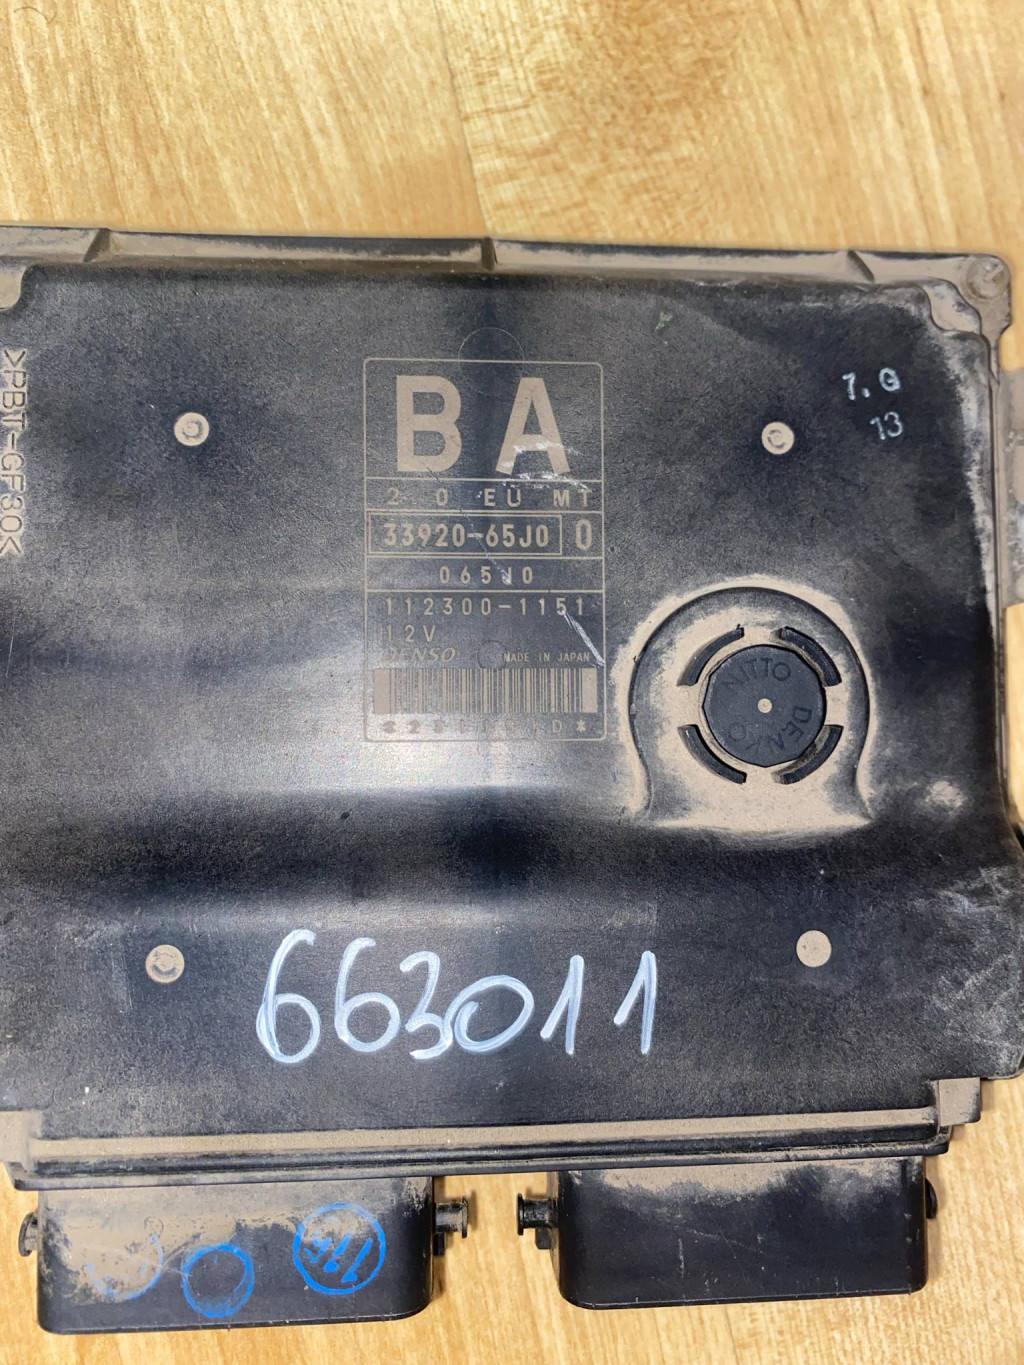 >PBT-GF30<
BA
2.0 EU MT
33920-65J0 0
065J0
112300-1151
12V
DENSO MADE IN JAPAN
7.0
13
NITTO
DENKO
663011